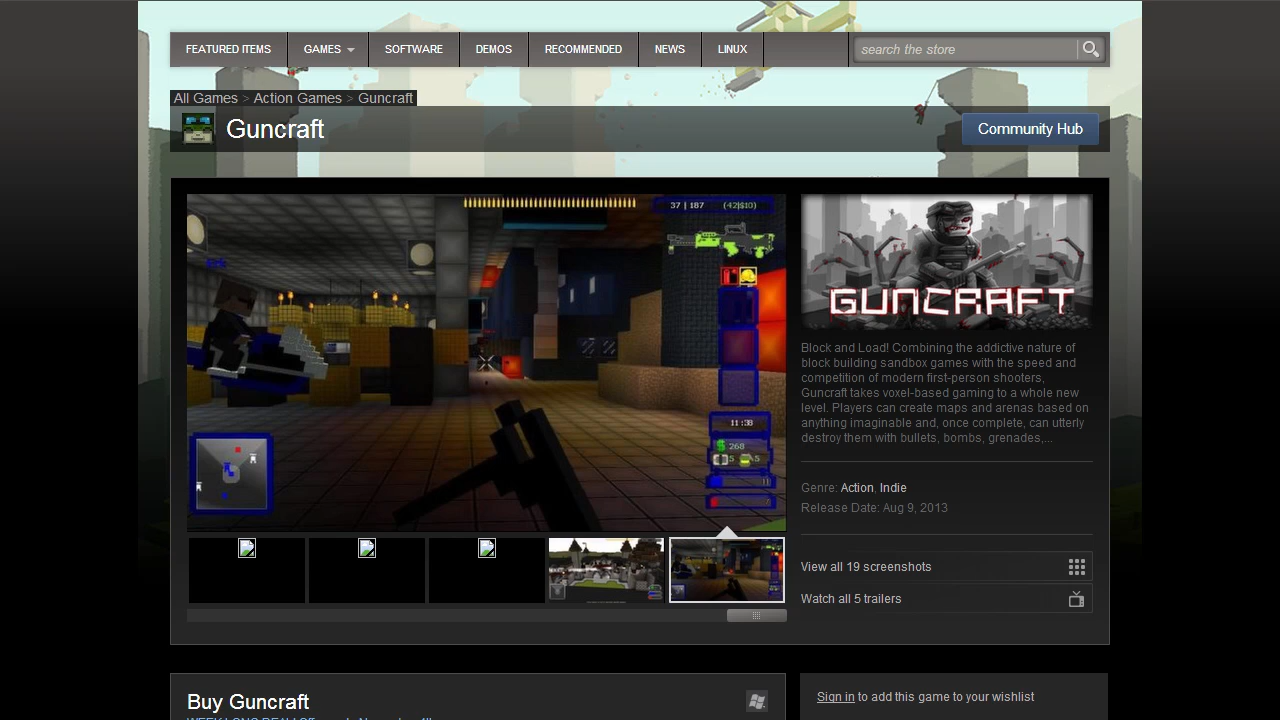 FEATURED ITEMS
GAMES
SOFTWARE
DEMOS
RECOMMENDED
NEWS
LINUX
search the store
All Games > Action Games > Guncraft
Guncraft
Community Hub
37 | 187
11:38
268
GUNCRAFT
Block and Load! Combining the addictive nature of
block building sandbox games with the speed and
competition of modern first-person shooters,
Guncraft takes voxel-based gaming to a whole new
level. Players can create maps and arenas based on
anything imaginable and, once complete, can utterly
destroy them with bullets, bombs, grenades,...
Genre: Action, Indie
Release Date: Aug 9, 2013
View all 19 screenshots
Watch all 5 trailers
Buy Guncraft
Sign in to add this game to your wishlist